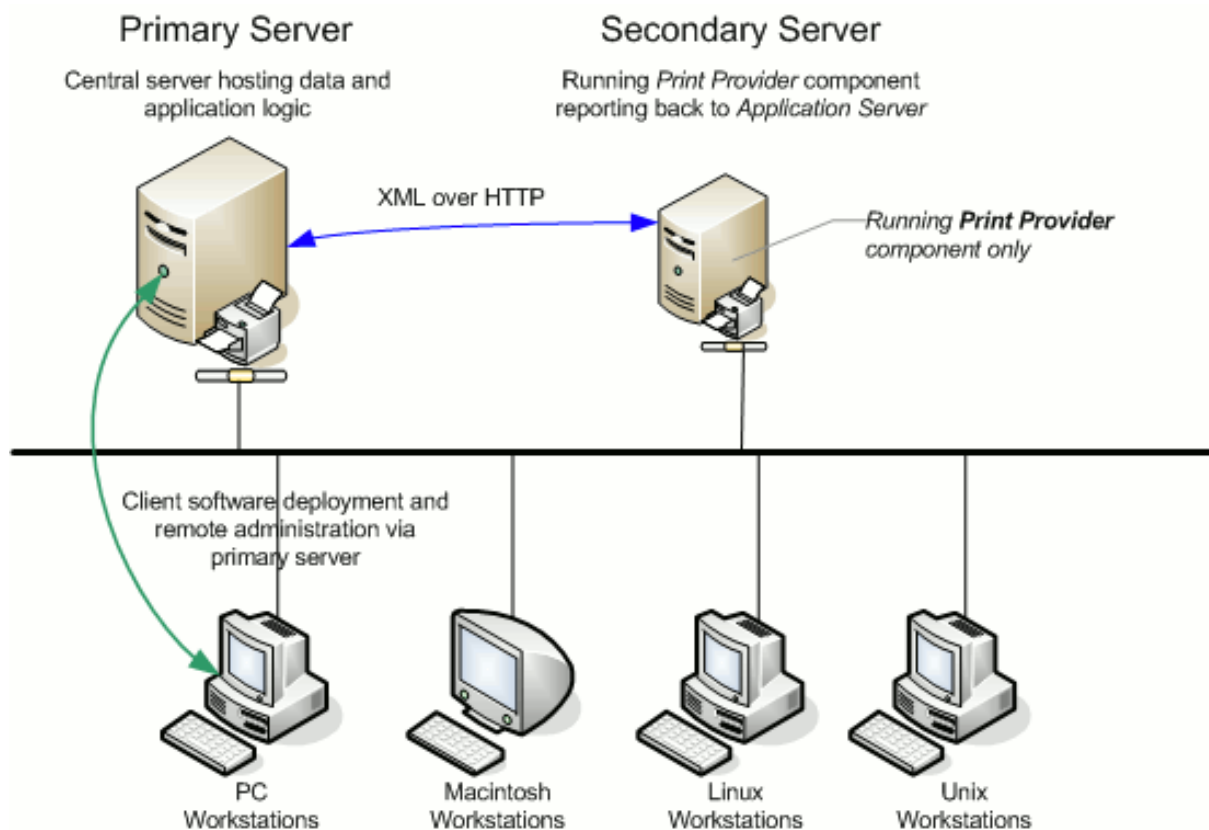 Primary Server
Central server hosting data and
application logic
Secondary Server
Running Print Provider component
reporting back to Application Server
XML over HTTP
Running Print Provider
component only
Client software deployment and
remote administration via
primary server
PC
Workstations
Macintosh
Workstations
Linux
Workstations
Unix
Workstations